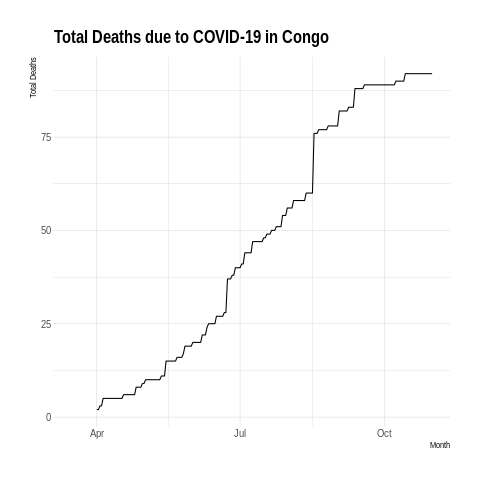 Total Deaths due to COVID-19 in Congo
Total Deaths
75
50
25
0
Apr
Jul
Oct
Month